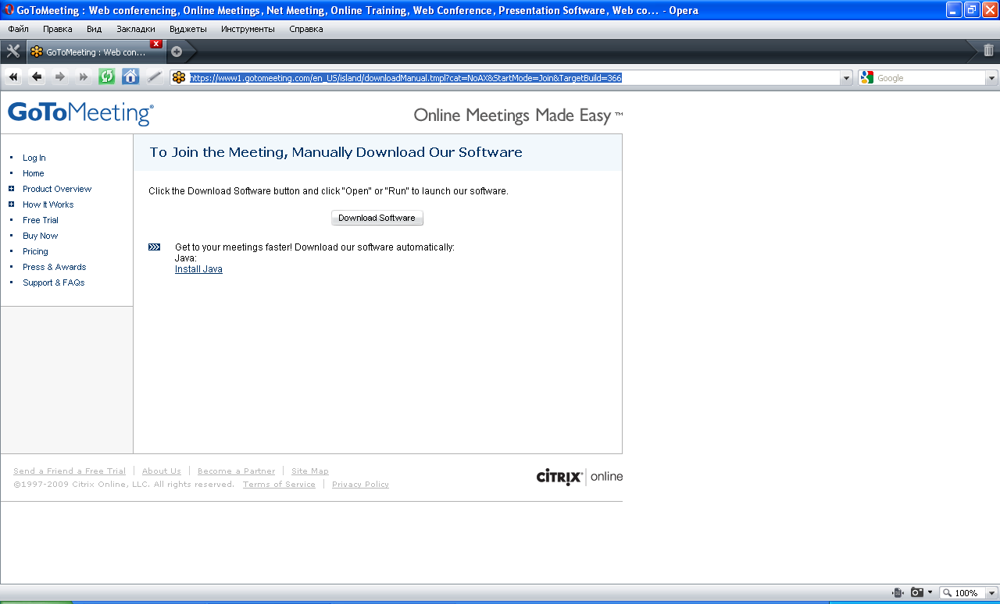 GoToMeeting : Web conferencing, Online Meetings, Net Meeting, Online Training, Web Conference, Presentation Software, Web co... - Opera
Файл Правка Вид Закладки Виджеты Инструменты Справка
GoToMeeting : Web con...
https://www1.gotomeeting.com/en_US/island/downloadManual.tmpl?cat=NoAX&StartMode=Join&TargetBuild=366
Google
GoToMeeting®
Online Meetings Made Easy ™
To Join the Meeting, Manually Download Our Software
Log In
Home
Product Overview
How It Works
Free Trial
Buy Now
Pricing
Press & Awards
Support & FAQs
Click the Download Software button and click "Open" or "Run" to launch our software.
Download Software
Get to your meetings faster! Download our software automatically:
Java:
Install Java
Send a Friend a Free Trial | About Us | Become a Partner | Site Map
©1997-2009 Citrix Online, LLC. All rights reserved. Terms of Service | Privacy Policy
CITRIX® | online
100%